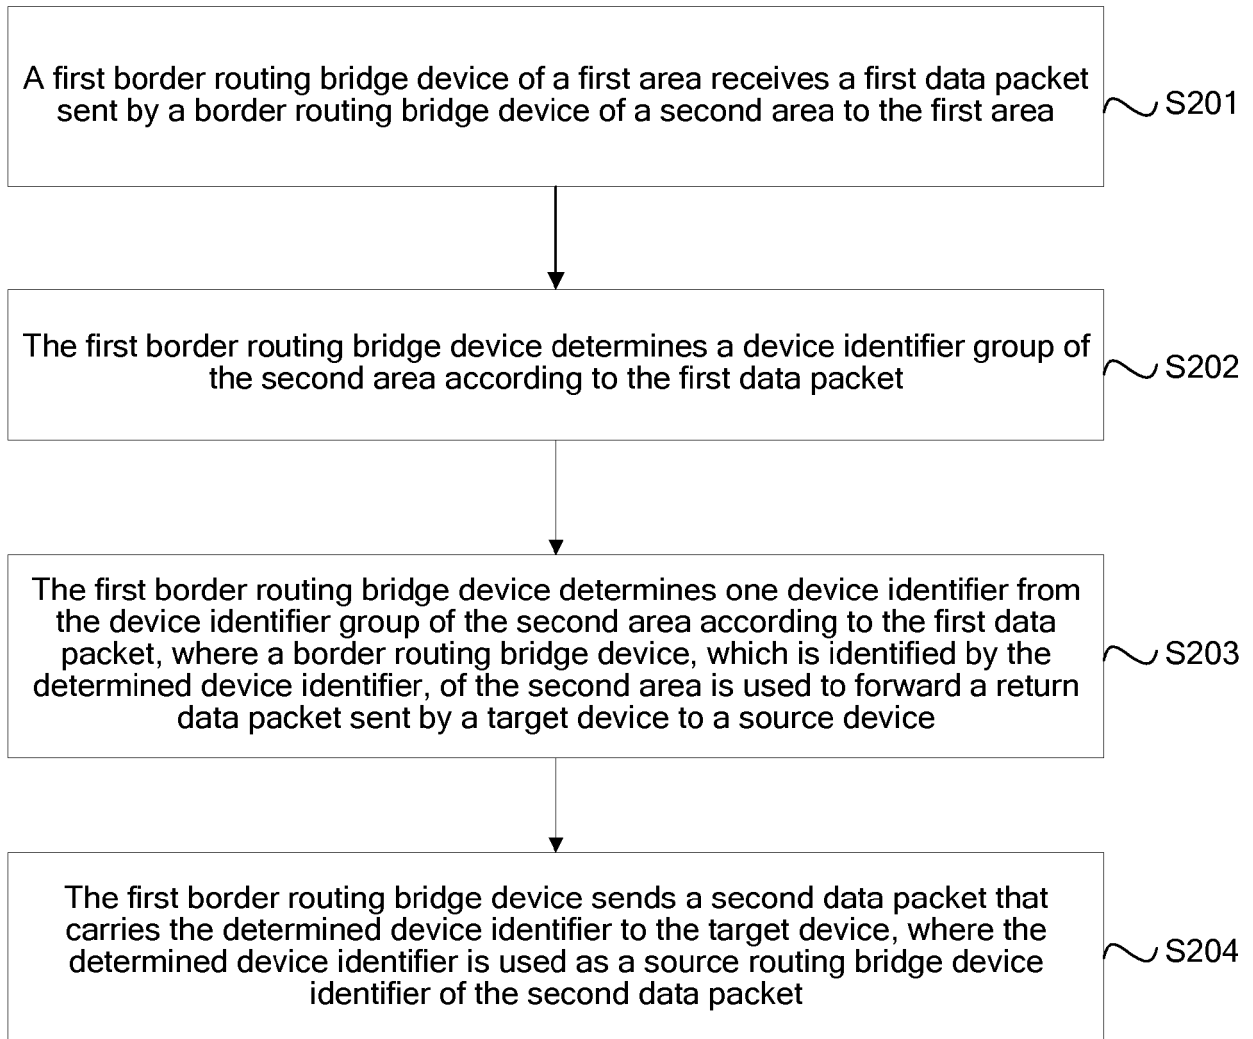 A first border routing bridge device of a first area receives a first data packet
sent by a border routing bridge device of a second area to the first area
S201
The first border routing bridge device determines a device identifier group of
the second area according to the first data packet
S202
The first border routing bridge device determines one device identifier from
the device identifier group of the second area according to the first data
packet, where a border routing bridge device, which is identified by the
determined device identifier, of the second area is used to forward a return
data packet sent by a target device to a source device
S203
The first border routing bridge device sends a second data packet that
carries the determined device identifier to the target device, where the
determined device identifier is used as a source routing bridge device
identifier of the second data packet
S204